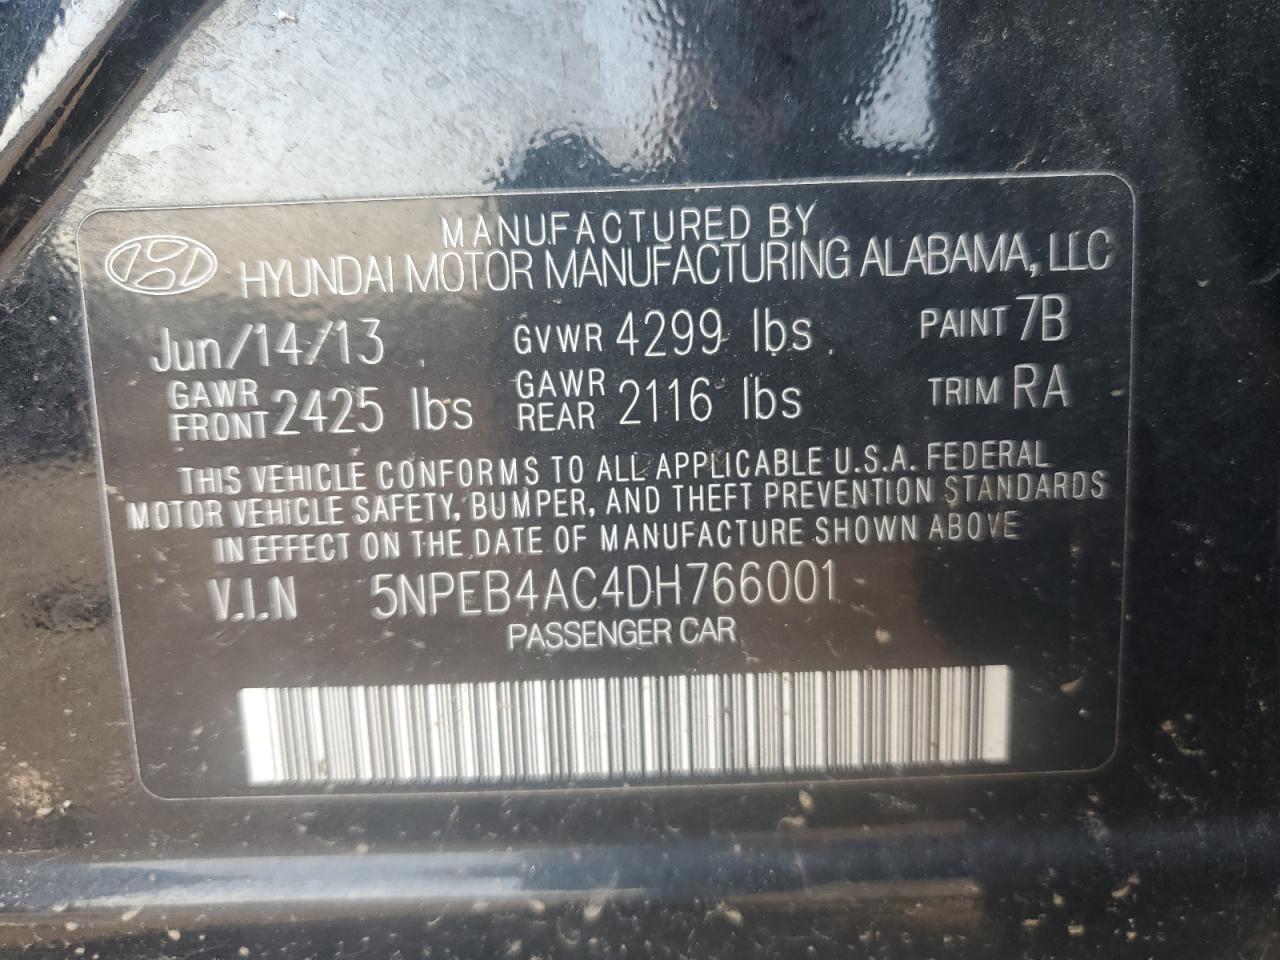 MANUFACTURED BY
HYUNDAI MOTOR MANUFACTURING ALABAMA, LLC
Jun/14/13 GVWR 4299 lbs PAINT 7B
GAWR FRONT 2425 lbs GAWR REAR 2116 lbs TRIM RA
THIS VEHICLE CONFORMS TO ALL APPLICABLE U.S.A. FEDERAL
MOTOR VEHICLE SAFETY, BUMPER, AND THEFT PREVENTION STANDARDS
IN EFFECT ON THE DATE OF MANUFACTURE SHOWN ABOVE
V.I.N 5NPEB4AC4DH766001
PASSENGER CAR